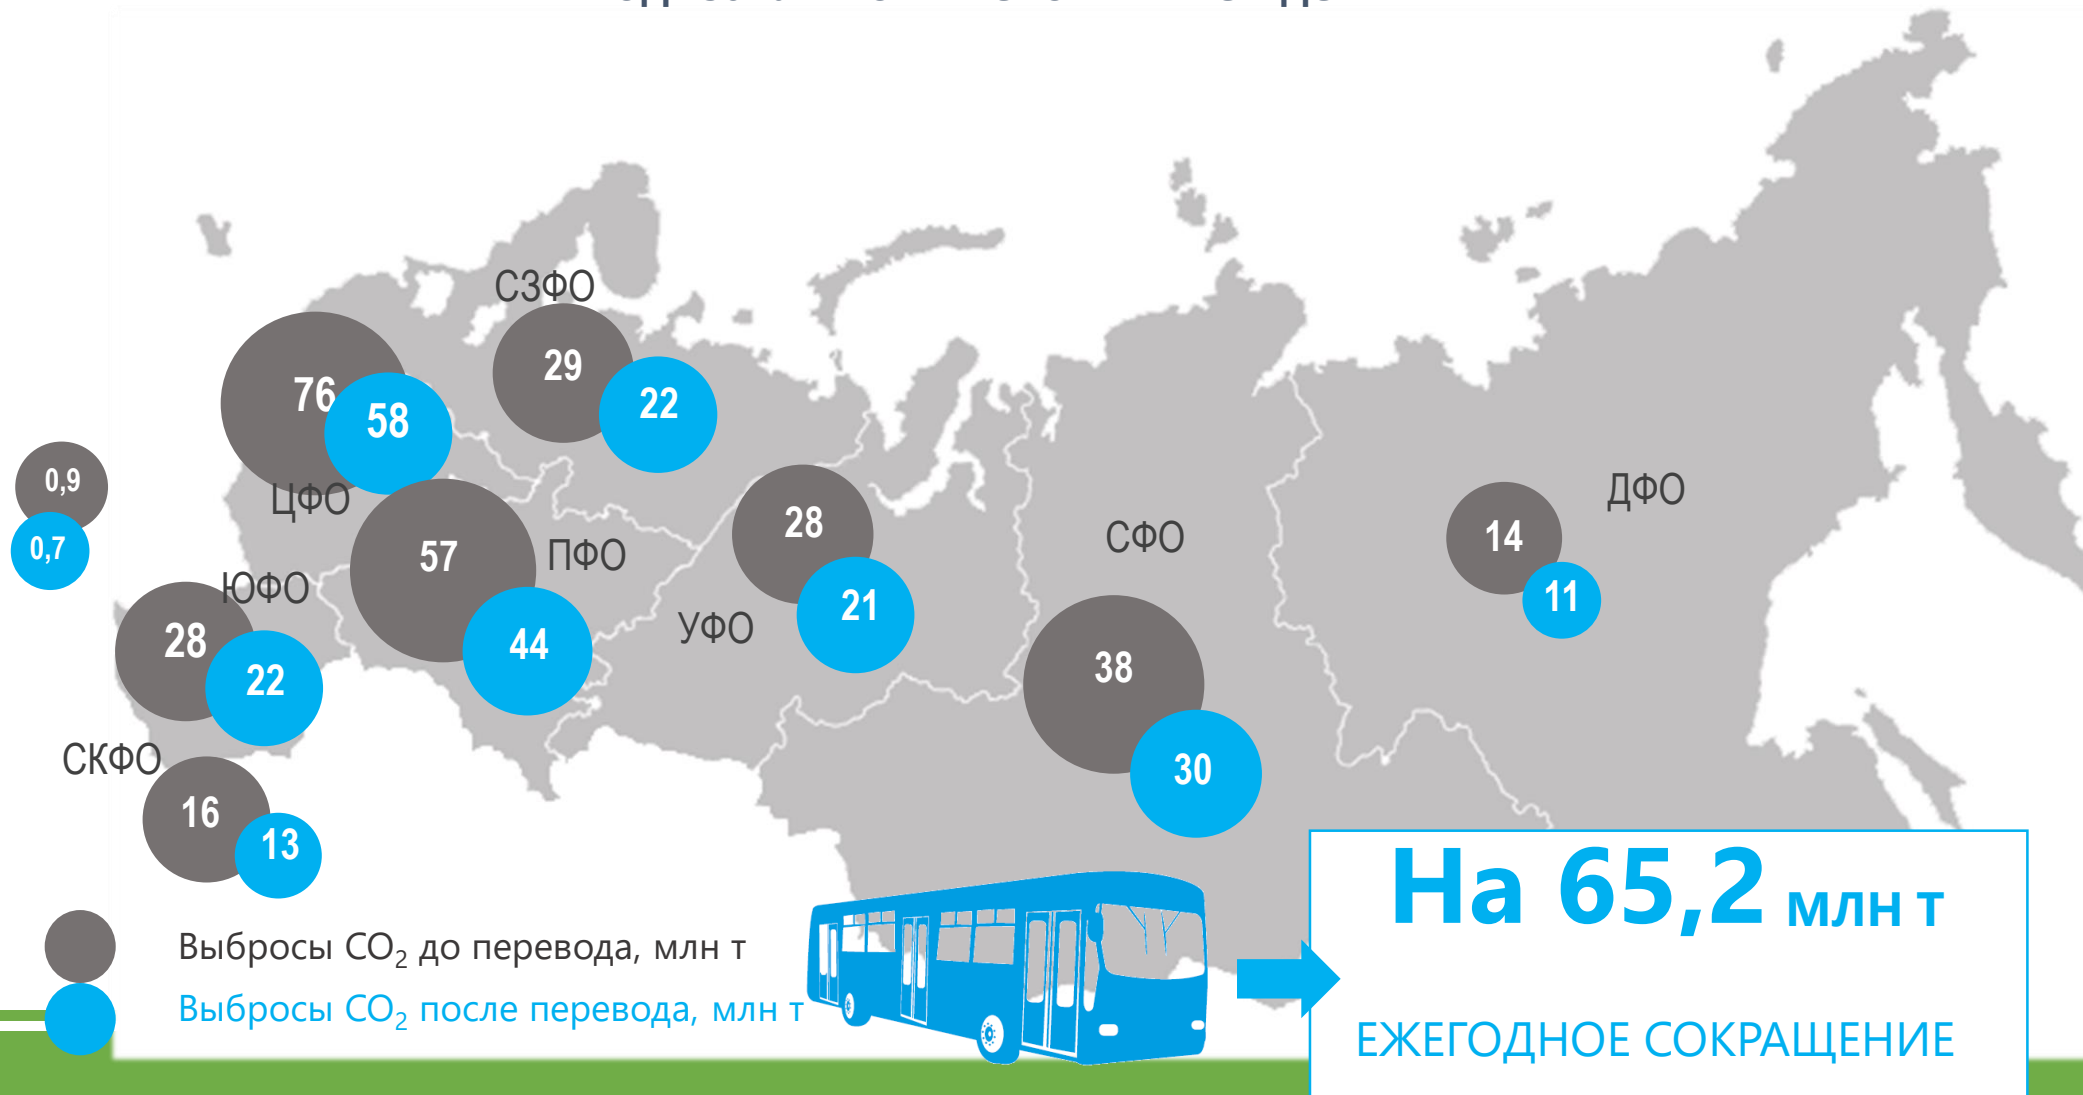 СЗФО
29
22
76
58
ЦФО
0,9
0,7
57
ПФО
44
ЮФО
28
22
28
21
УФО
СФО
38
30
ДФО
14
11
СКФО
16
13
Выбросы CO₂ до перевода, млн т
Выбросы CO₂ после перевода, млн т
На 65,2 млн т
ЕЖЕГОДНОЕ СОКРАЩЕНИЕ